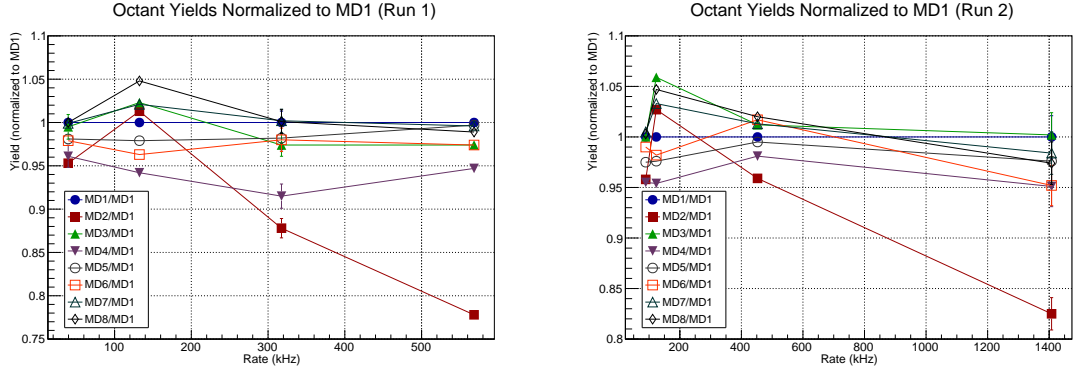 Octant Yields Normalized to MD1 (Run 1)
Yield (normalized to MD1)
1.1
1.05
1
0.95
0.9
0.85
0.8
0.75
MD1/MD1
MD2/MD1
MD3/MD1
MD4/MD1
MD5/MD1
MD6/MD1
MD7/MD1
MD8/MD1
100 200 300 400 500
Rate (kHz)
Octant Yields Normalized to MD1 (Run 2)
Yield (normalized to MD1)
1.1
1.05
1
0.95
0.9
0.85
0.8
MD1/MD1
MD2/MD1
MD3/MD1
MD4/MD1
MD5/MD1
MD6/MD1
MD7/MD1
MD8/MD1
200 400 600 800 1000 1200 1400
Rate (kHz)